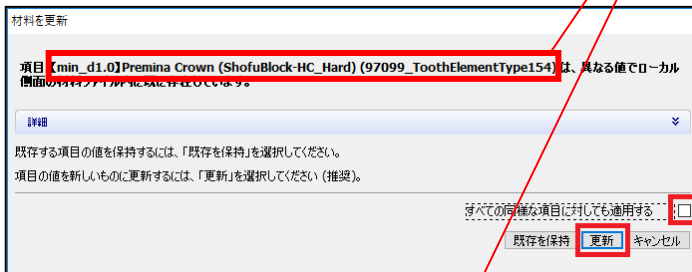 材料を更新
項目【min_d1.0】Premina Crown (ShofuBlock-HC_Hard) (97099_ToothElementType154)は、異なる値でローカル
側面の材料ファイル内に既に存在しています。
詳細
既存する項目の値を保持するには、「既存を保持」を選択してください。
項目の値を新しいものに更新するには、「更新」を選択してください (推奨)。
すべての同様な項目に対しても適用する
既存を保持 更新 キャンセル